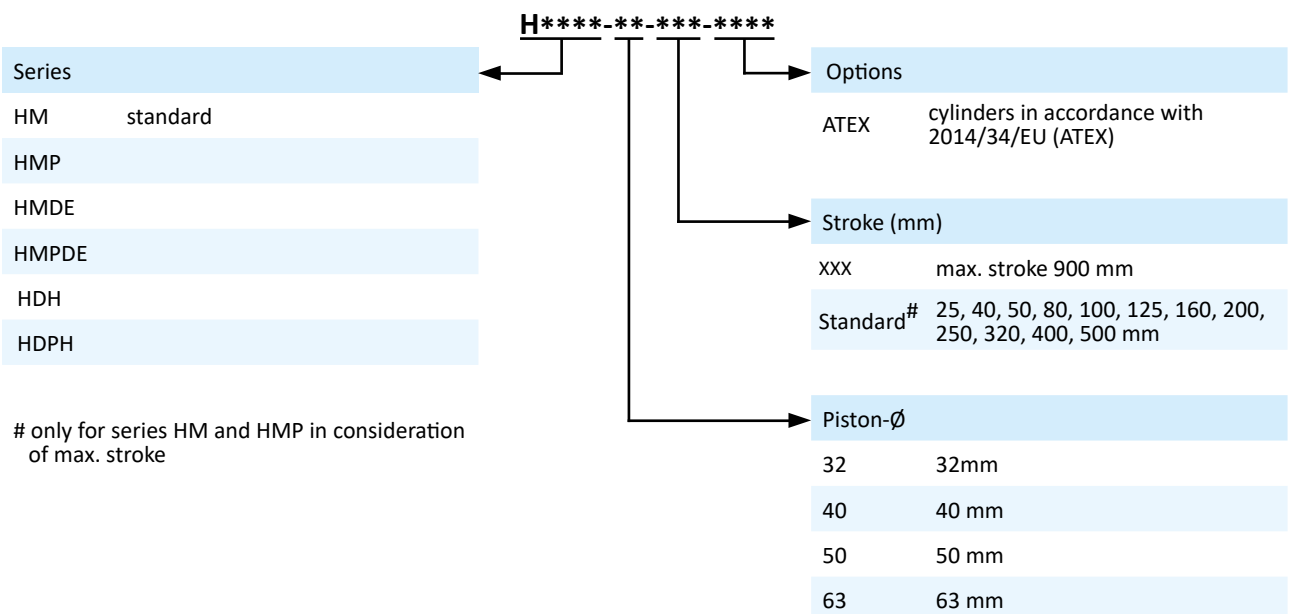 H****-**-***-****
Series
HM standard
HMP
HMDE
HMPDE
HDH
HDPH
# only for series HM and HMP in consideration
of max. stroke
Options
ATEX cylinders in accordance with
2014/34/EU (ATEX)
Stroke (mm)
XXX max. stroke 900 mm
Standard# 25, 40, 50, 80, 100, 125, 160, 200,
250, 320, 400, 500 mm
Piston-Ø
32 32mm
40 40 mm
50 50 mm
63 63 mm